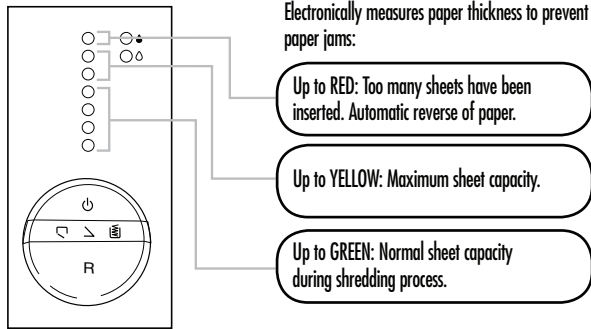 Electronically measures paper thickness to prevent
paper jams:
Up to RED: Too many sheets have been
inserted. Automatic reverse of paper.
Up to YELLOW: Maximum sheet capacity.
Up to GREEN: Normal sheet capacity
during shredding process.
R